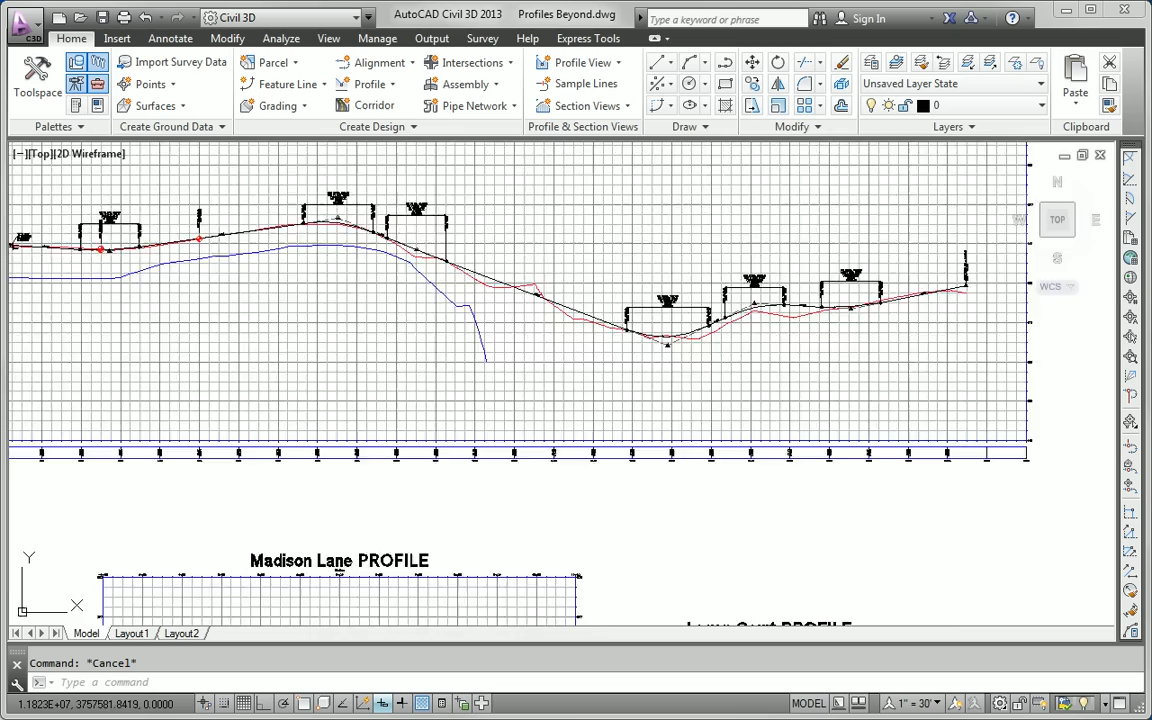 Civil 3D
AutoCAD Civil 3D 2013 Profiles Beyond.dwg
Type a keyword or phrase
Sign In
C3D
Home Insert Annotate Modify Analyze View Manage Output Survey Help Express Tools
Toolspace
Import Survey Data
Points
Surfaces
Parcel
Feature Line
Grading
Alignment
Profile
Corridor
Intersections
Assembly
Pipe Network
Profile View
Sample Lines
Section Views
Unsaved Layer State
0
Paste
Palettes
Create Ground Data
Create Design
Profile & Section Views
Draw
Modify
Layers
Clipboard
[−][Top][2D Wireframe]
N
W TOP E
S
WCS
Madison Lane PROFILE
Y
X
Model Layout1 Layout2
Command: *Cancel*
Type a command
1.1823E+07, 3757581.8419, 0.0000
MODEL
1" = 30'